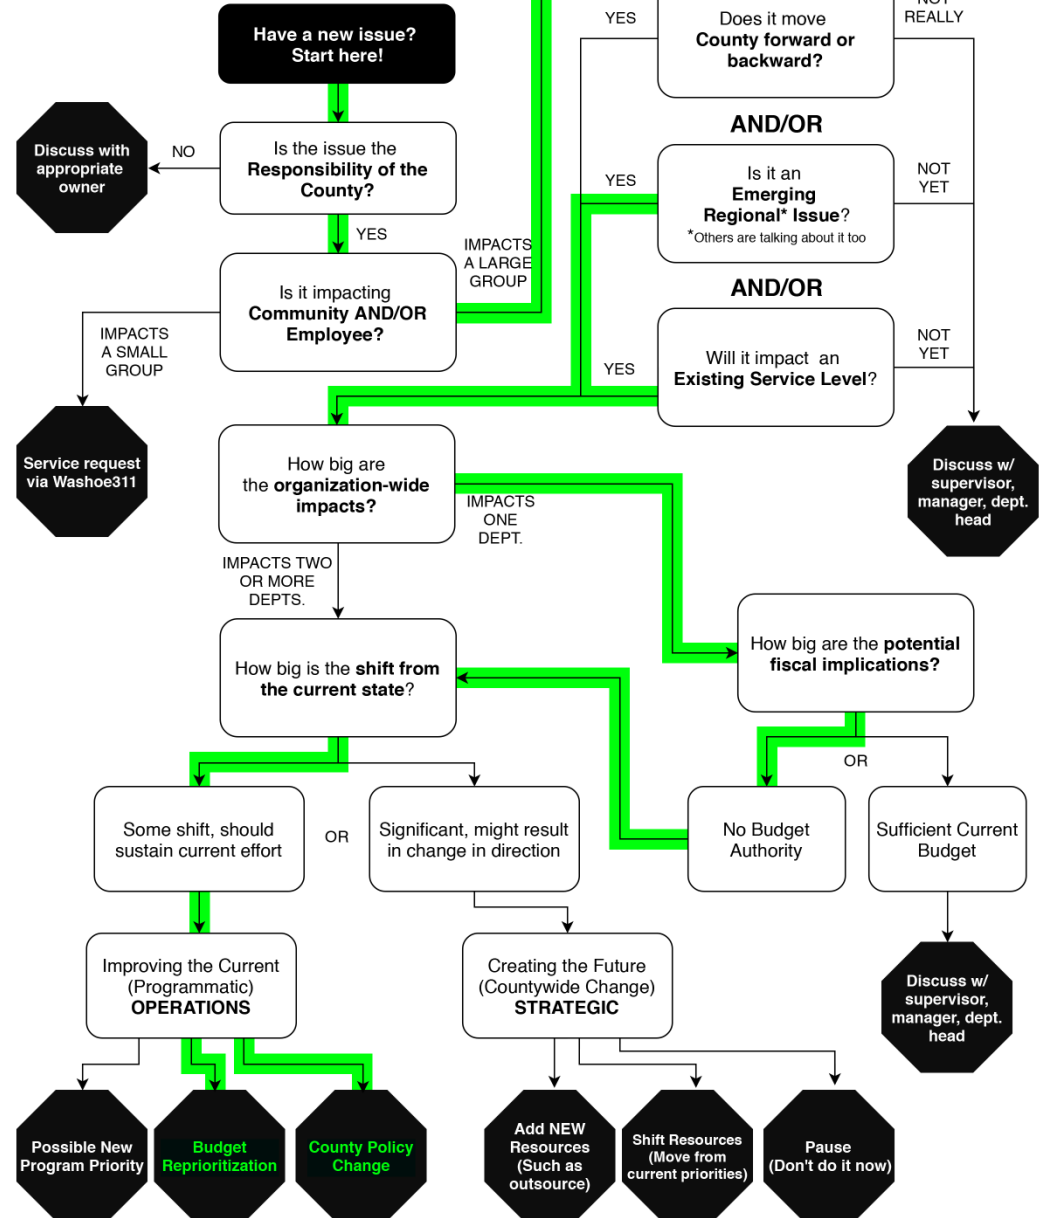 Have a new issue?
Start here!
YES
Does it move
County forward or
backward?
NOT
REALLY
AND/OR
Discuss with
appropriate
owner
NO
Is the issue the
Responsibility of the
County?
YES
Is it an
Emerging
Regional* Issue?
*Others are talking about it too
NOT
YET
YES
IMPACTS
A LARGE
GROUP
AND/OR
Is it impacting
Community AND/OR
Employee?
IMPACTS
A SMALL
GROUP
YES
Will it impact an
Existing Service Level?
NOT
YET
Service request
via Washoe311
How big are
the organization-wide
impacts?
IMPACTS
ONE
DEPT.
Discuss w/
supervisor,
manager, dept.
head
IMPACTS TWO
OR MORE
DEPTS.
How big are the potential
fiscal implications?
How big is the shift from
the current state?
OR
Some shift, should
sustain current effort
OR
Significant, might result
in change in direction
No Budget
Authority
Sufficient Current
Budget
Improving the Current
(Programmatic)
OPERATIONS
Creating the Future
(Countywide Change)
STRATEGIC
Discuss w/
supervisor,
manager, dept.
head
Possible New
Program Priority
Budget
Reprioritization
County Policy
Change
Add NEW
Resources
(Such as
outsource)
Shift Resources
(Move from
current priorities)
Pause
(Don't do it now)